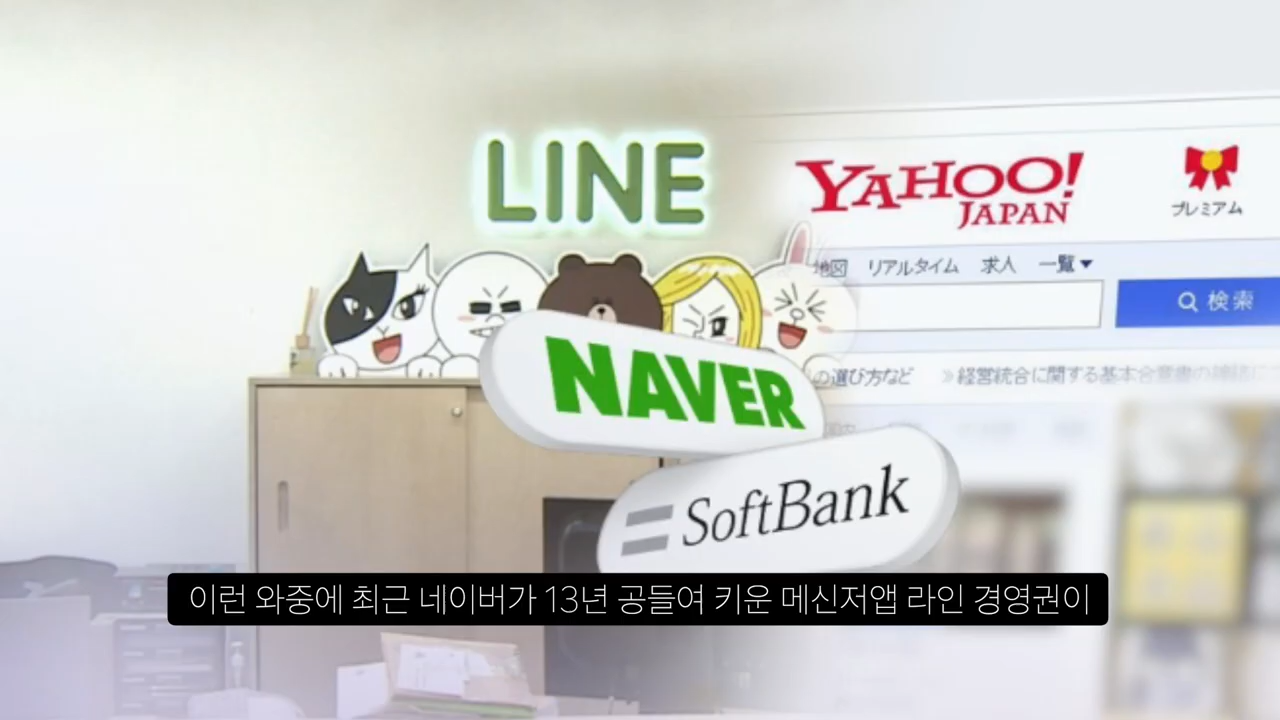 LINE
YAHOO!
JAPAN
プレミアム
地図 リアルタイム 求人 一覧
検索
の選び方など
経営統合に関する基本合意書の締結に
NAVER
SoftBank
이런 와중에 최근 네이버가 13년 공들여 키운 메신저앱 라인 경영권이